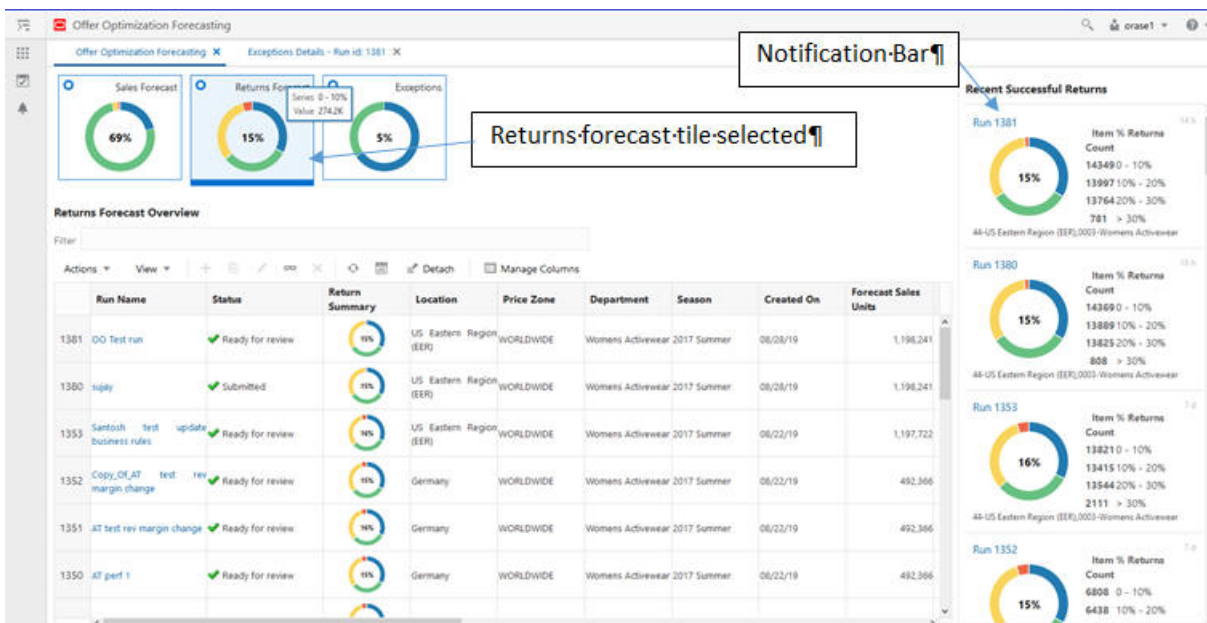 Offer Optimization Forecasting
orase1
Offer Optimization Forecasting X
Exceptions Details - Run id: 1381 X
Notification·Bar¶
Sales Forecast
69%
Returns Forecast
15%
Series 0 - 10%
Value 274.2K
Exceptions
5%
Returns·forecast·tile·selected¶
Returns Forecast Overview
Filter
Actions View Detach Manage Columns
Run Name Status Return Summary Location Price Zone Department Season Created On Forecast Sales Units
1381 OO Test run Ready for review 15% US Eastern Region (EER) WORLDWIDE Womens Activewear 2017 Summer 08/28/19 1,198,241
1380 sujay Submitted 15% US Eastern Region (EER) WORLDWIDE Womens Activewear 2017 Summer 08/28/19 1,198,241
1353 Santosh test update business rules Ready for review 16% US Eastern Region (EER) WORLDWIDE Womens Activewear 2017 Summer 08/22/19 1,197,722
1352 Copy_Of_AT test rev margin change Ready for review 15% Germany WORLDWIDE Womens Activewear 2017 Summer 08/22/19 492,366
1351 AT test rev margin change Ready for review 16% Germany WORLDWIDE Womens Activewear 2017 Summer 08/22/19 492,366
1350 AT perf 1 Ready for review 15% Germany WORLDWIDE Womens Activewear 2017 Summer 08/22/19 492,366
Recent Successful Returns
Run 1381
15%
Item % Returns
Count
14349 0 - 10%
13997 10% - 20%
13764 20% - 30%
781 > 30%
44-US Eastern Region (EER),0003-Womens Activewear
Run 1380
15%
Item % Returns
Count
14369 0 - 10%
13889 10% - 20%
13825 20% - 30%
808 > 30%
44-US Eastern Region (EER),0003-Womens Activewear
Run 1353
7 d
16%
Item % Returns
Count
13821 0 - 10%
13415 10% - 20%
13544 20% - 30%
2111 > 30%
44-US Eastern Region (EER),0003-Womens Activewear
Run 1352
7 d
15%
Item % Returns
Count
6808 0 - 10%
6438 10% - 20%